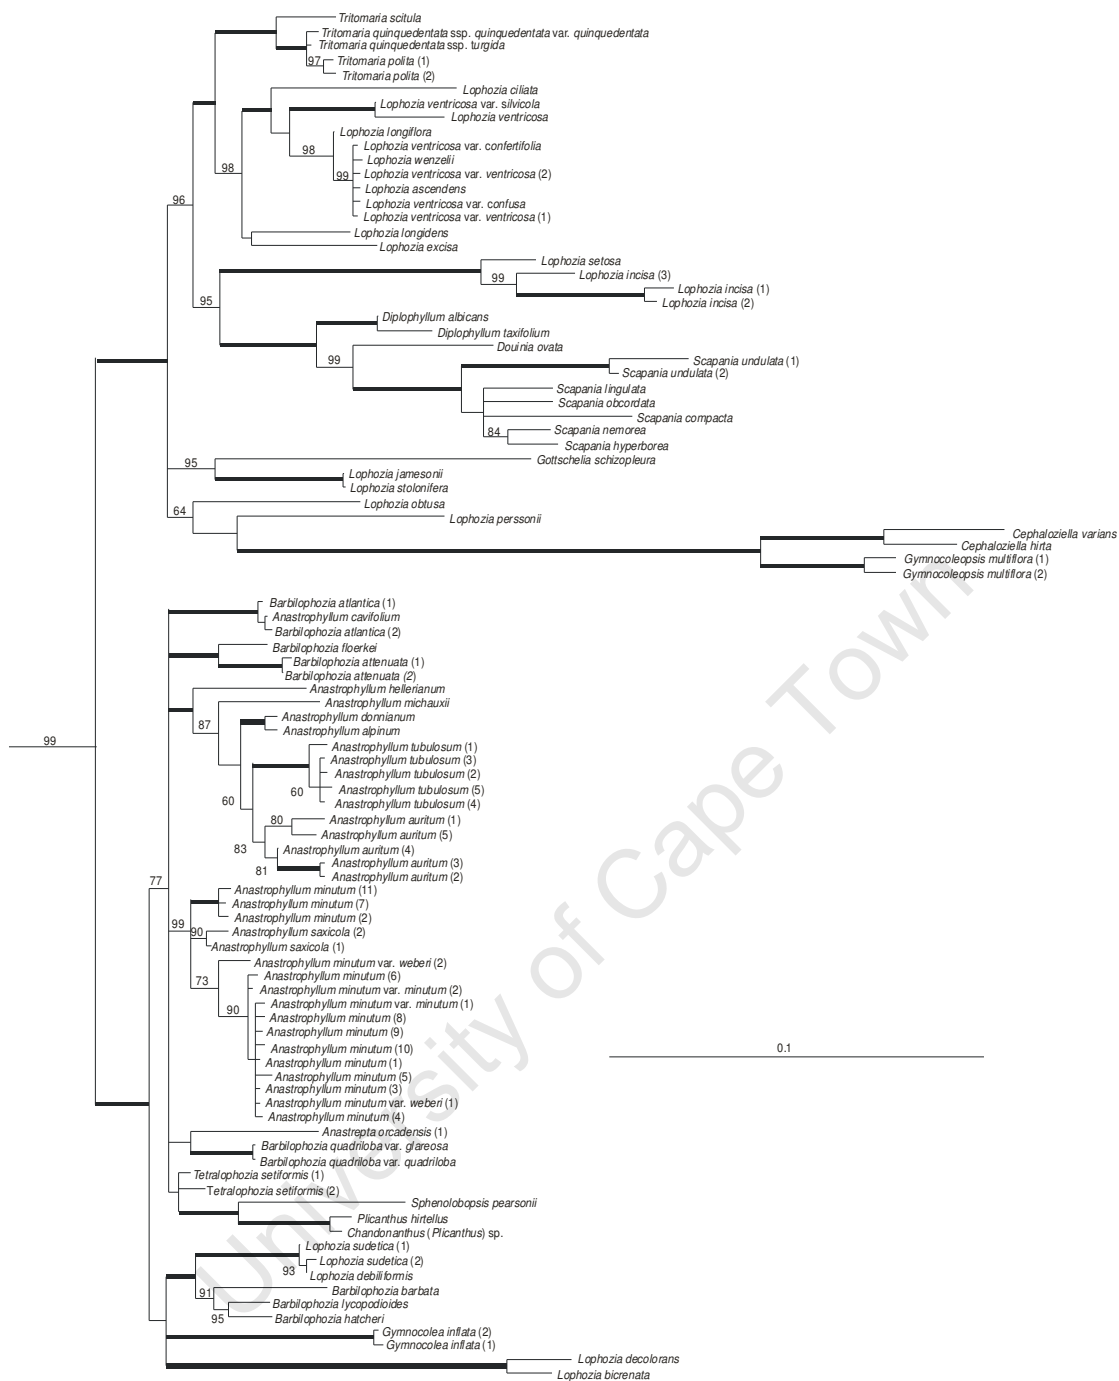 Tritomaria scitula
Tritomaria quinquedentata ssp. quinquedentata var. quinquedentata
Tritomaria quinquedentata ssp. turgida
97
Tritomaria polita (1)
Tritomaria polita (2)
Lophozia ciliata
Lophozia ventricosa var. silvicola
Lophozia ventricosa
Lophozia longiflora
98
Lophozia ventricosa var. confertifolia
Lophozia wenzelii
98
99
Lophozia ventricosa var. ventricosa (2)
Lophozia ascendens
96
Lophozia ventricosa var. confusa
Lophozia ventricosa var. ventricosa (1)
Lophozia longidens
Lophozia excisa
Lophozia setosa
99
Lophozia incisa (3)
Lophozia incisa (1)
95
Lophozia incisa (2)
Diplophyllum albicans
Diplophyllum taxifolium
Douinia ovata
99
Scapania undulata (1)
Scapania undulata (2)
Scapania lingulata
Scapania obcordata
Scapania compacta
84
Scapania nemorea
Scapania hyperborea
95
Gottschelia schizopleura
Lophozia jamesonii
Lophozia stolonifera
64
Lophozia obtusa
Lophozia perssonii
Cephaloziella varians
Cephaloziella hirta
Gymnocoleopsis multiflora (1)
Gymnocoleopsis multiflora (2)
Barbilophozia atlantica (1)
Anastrophyllum cavifolium
Barbilophozia atlantica (2)
Barbilophozia floerkei
Barbilophozia attenuata (1)
Barbilophozia attenuata (2)
Anastrophyllum hellerianum
Anastrophyllum michauxii
87
Anastrophyllum donnianum
Anastrophyllum alpinum
99
Anastrophyllum tubulosum (1)
Anastrophyllum tubulosum (3)
Anastrophyllum tubulosum (2)
60
Anastrophyllum tubulosum (5)
60
Anastrophyllum tubulosum (4)
80
Anastrophyllum auritum (1)
Anastrophyllum auritum (5)
83
Anastrophyllum auritum (4)
Anastrophyllum auritum (3)
81
Anastrophyllum auritum (2)
77
Anastrophyllum minutum (11)
Anastrophyllum minutum (7)
Anastrophyllum minutum (2)
99
90
Anastrophyllum saxicola (2)
Anastrophyllum saxicola (1)
Anastrophyllum minutum var. weberi (2)
73
Anastrophyllum minutum (6)
Anastrophyllum minutum var. minutum (2)
90
Anastrophyllum minutum var. minutum (1)
Anastrophyllum minutum (8)
Anastrophyllum minutum (9)
Anastrophyllum minutum (10)
0.1
Anastrophyllum minutum (1)
Anastrophyllum minutum (5)
Anastrophyllum minutum (3)
Anastrophyllum minutum var. weberi (1)
Anastrophyllum minutum (4)
Anastrepta orcadensis (1)
Barbilophozia quadriloba var. glareosa
Barbilophozia quadriloba var. quadriloba
Tetralophozia setiformis (1)
Tetralophozia setiformis (2)
Sphenolobopsis pearsonii
Plicanthus hirtellus
Chandonanthus (Plicanthus) sp.
Lophozia sudetica (1)
Lophozia sudetica (2)
93
Lophozia debiliformis
91
Barbilophozia barbata
Barbilophozia lycopodioides
95
Barbilophozia hatcheri
Gymnocolea inflata (2)
Gymnocolea inflata (1)
Lophozia decolorans
Lophozia bicrenata
University of Cape Town